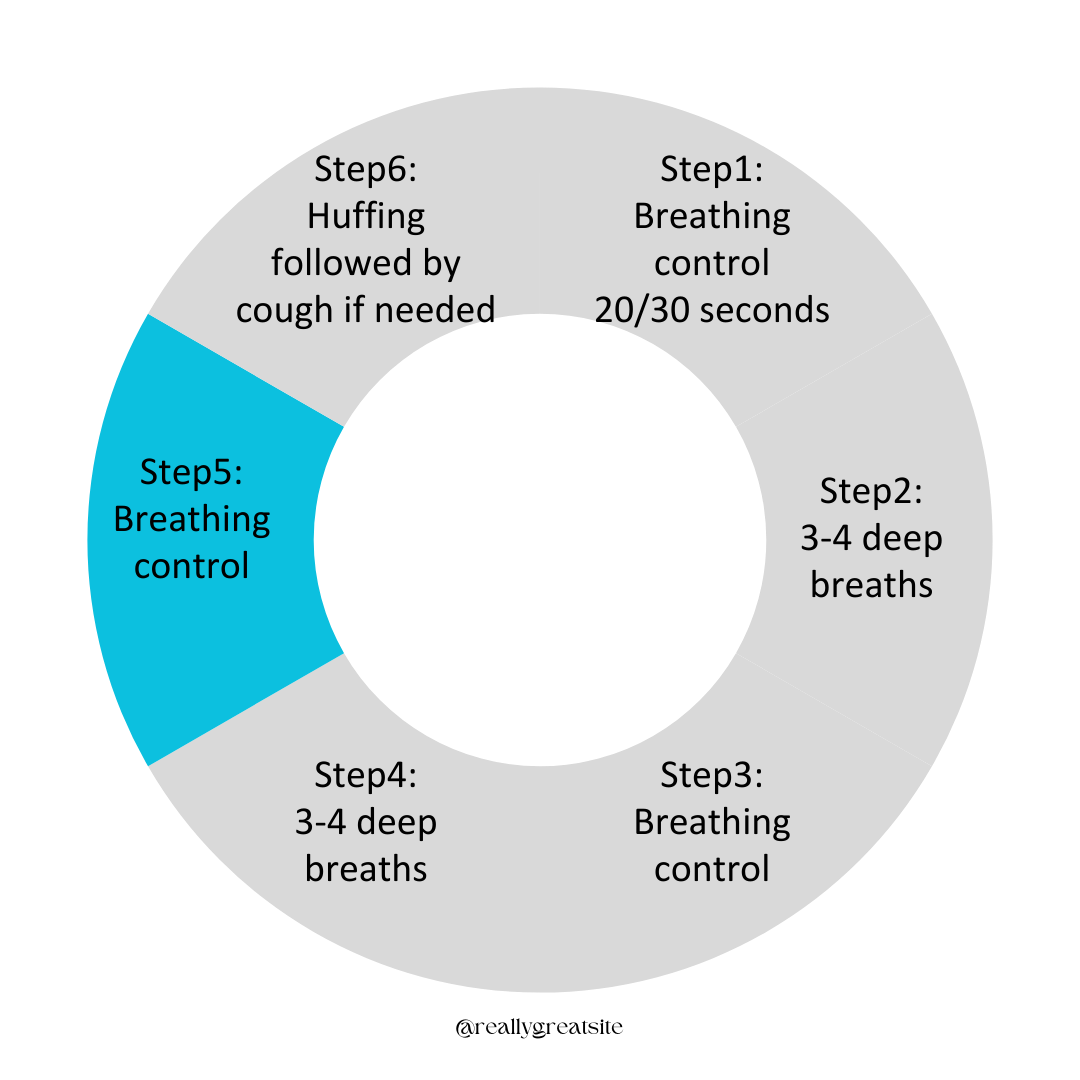 Step1:
Breathing
control
20/30 seconds
Step2:
3-4 deep
breaths
Step3:
Breathing
control
Step4:
3-4 deep
breaths
Step5:
Breathing
control
Step6:
Huffing
followed by
cough if needed
@reallygreatsite